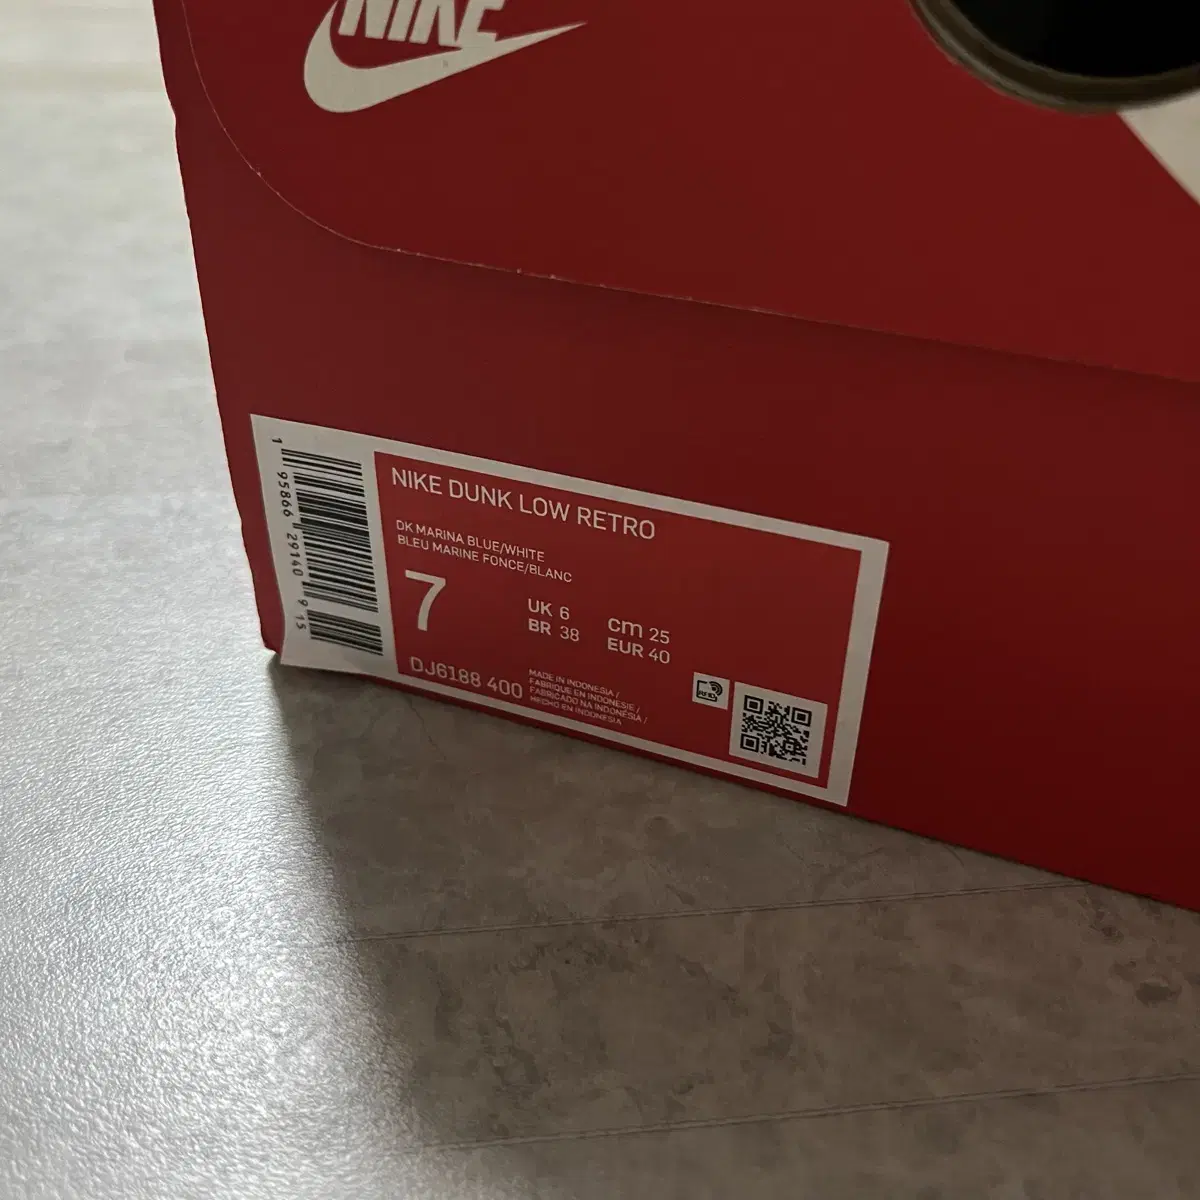 NIKE
NIKE DUNK LOW RETRO
DK MARINA BLUE/WHITE
BLEU MARINE FONCE/BLANC
7
UK 6
BR 38
cm 25
EUR 40
DJ6188 400
MADE IN INDONESIA /
FABRIQUE EN INDONESIE /
FABRICADO NA INDONÉSIA /
HECHO EN INDONESIA
RFID
1 95866 29140 9 15